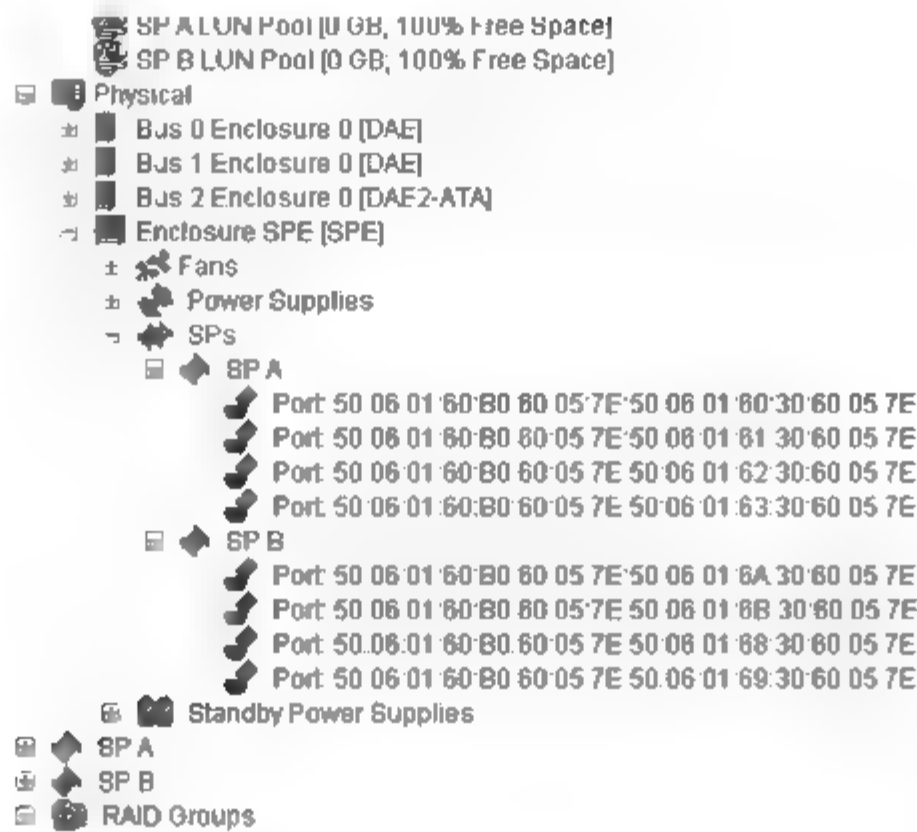 SP A LUN Pool [0 GB, 100% Free Space]
SP B LUN Pool [0 GB, 100% Free Space]
Physical
Bus 0 Enclosure 0 [DAE]
Bus 1 Enclosure 0 [DAE]
Bus 2 Enclosure 0 [DAE2-ATA]
Enclosure SPE [SPE]
Fans
Power Supplies
SPs
SP A
Port 50:06:01:60:B0:60:05:7E:50:06:01:60:30:60:05:7E
Port 50:06:01:60:B0:60:05:7E:50:06:01:61:30:60:05:7E
Port 50:06:01:60:B0:60:05:7E:50:06:01:62:30:60:05:7E
Port 50:06:01:60:B0:60:05:7E:50:06:01:63:30:60:05:7E
SP B
Port 50:06:01:60:B0:60:05:7E:50:06:01:6A:30:60:05:7E
Port 50:06:01:60:B0:60:05:7E:50:06:01:6B:30:60:05:7E
Port 50:06:01:60:B0:60:05:7E:50:06:01:68:30:60:05:7E
Port 50:06:01:60:B0:60:05:7E:50:06:01:69:30:60:05:7E
Standby Power Supplies
SP A
SP B
RAID Groups